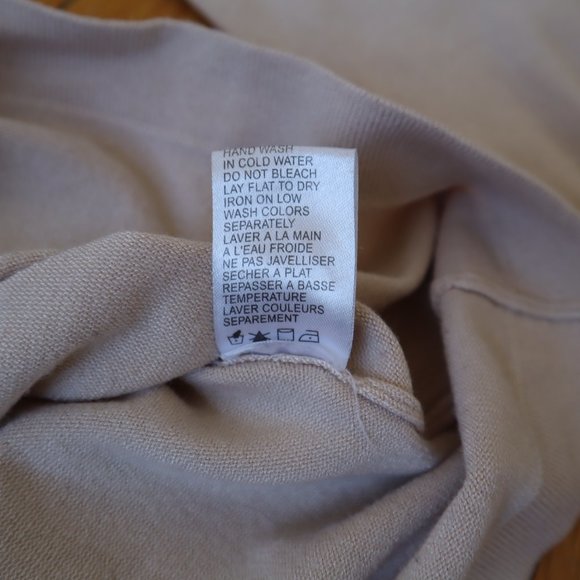 HAND WASH
IN COLD WATER
DO NOT BLEACH
LAY FLAT TO DRY
IRON ON LOW
WASH COLORS
SEPARATELY
LAVER A LA MAIN
A L'EAU FROIDE
NE PAS JAVELLISER
SECHER A PLAT
REPASSER A BASSE
TEMPERATURE
LAVER COULEURS
SEPAREMENT